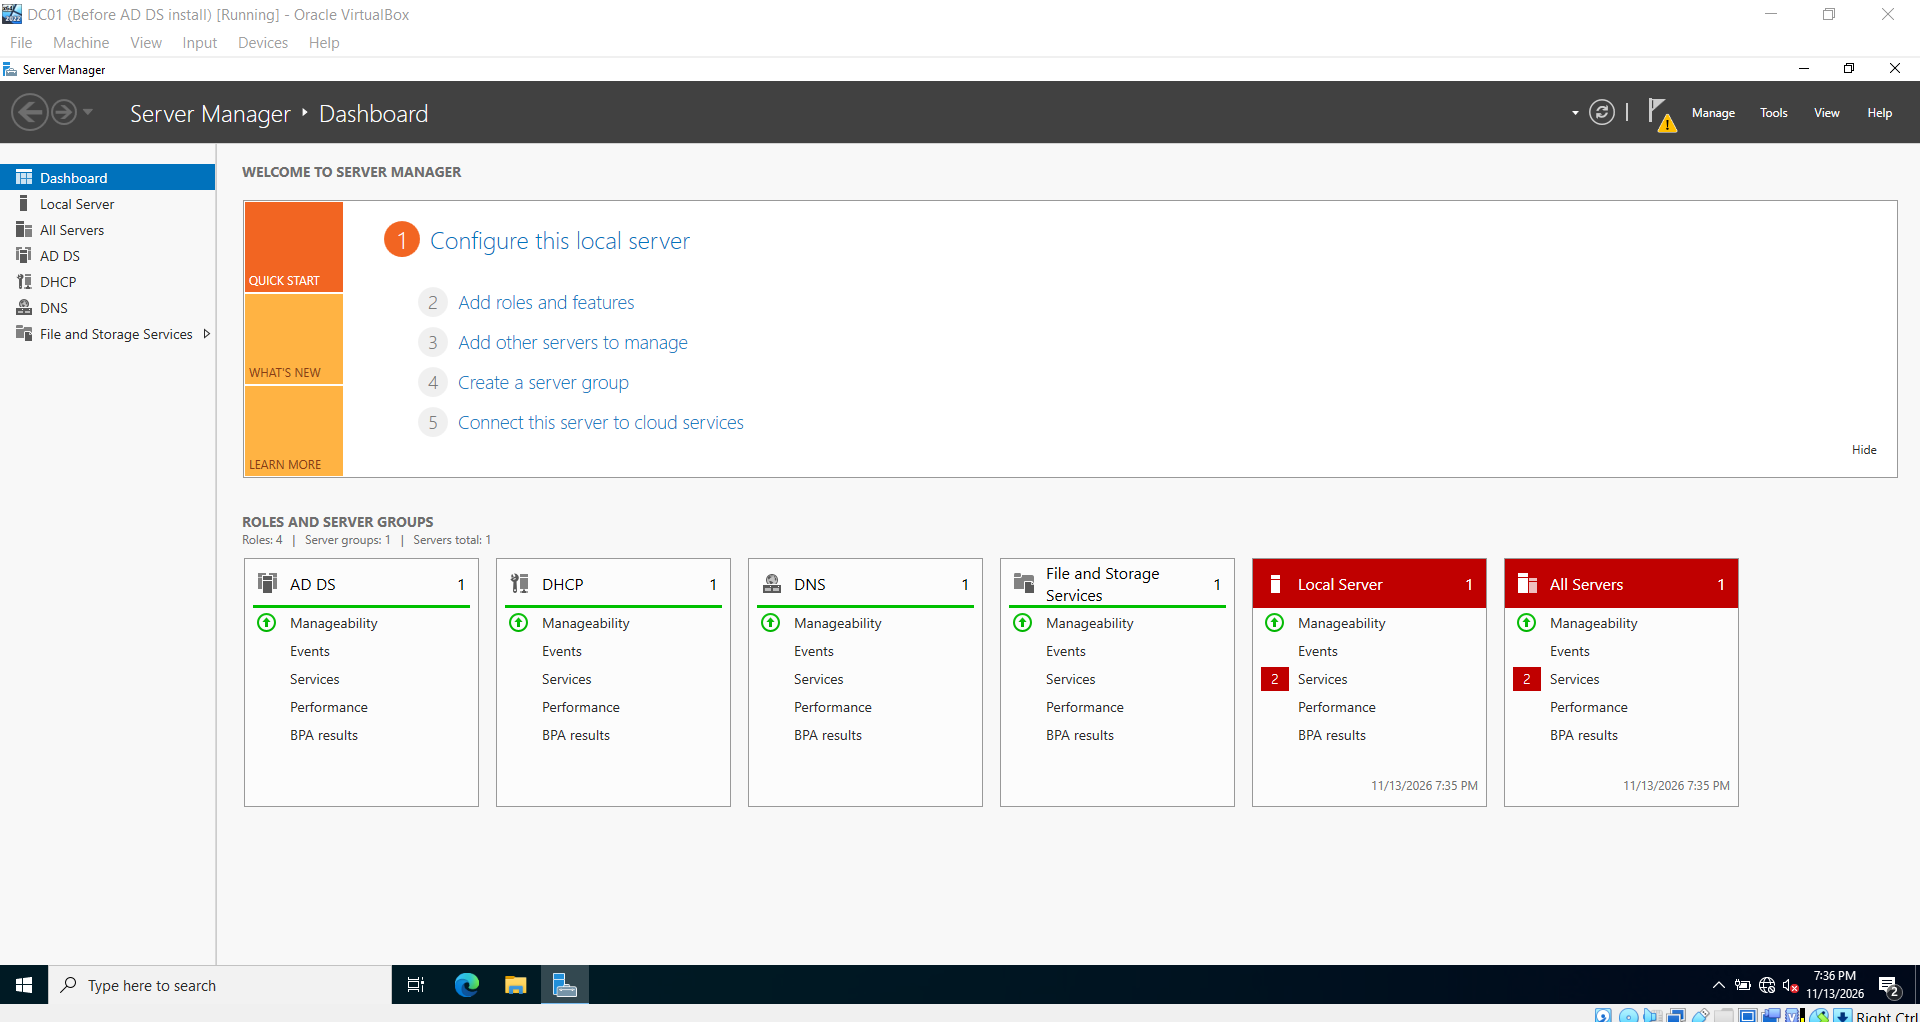 DC01 (Before AD DS install) [Running] - Oracle VirtualBox
File Machine View Input Devices Help
Server Manager
Server Manager ‣ Dashboard
Manage Tools View Help
Dashboard
Local Server
All Servers
AD DS
DHCP
DNS
File and Storage Services
WELCOME TO SERVER MANAGER
QUICK START
WHAT'S NEW
LEARN MORE
1 Configure this local server
2 Add roles and features
3 Add other servers to manage
4 Create a server group
5 Connect this server to cloud services
Hide
ROLES AND SERVER GROUPS
Roles: 4 | Server groups: 1 | Servers total: 1
AD DS 1
Manageability
Events
Services
Performance
BPA results
DHCP 1
Manageability
Events
Services
Performance
BPA results
DNS 1
Manageability
Events
Services
Performance
BPA results
File and Storage
Services 1
Manageability
Events
Services
Performance
BPA results
Local Server 1
Manageability
Events
2 Services
Performance
BPA results
11/13/2026 7:35 PM
All Servers 1
Manageability
Events
2 Services
Performance
BPA results
11/13/2026 7:35 PM
Type here to search
7:36 PM
11/13/2026
2
Right Ctrl